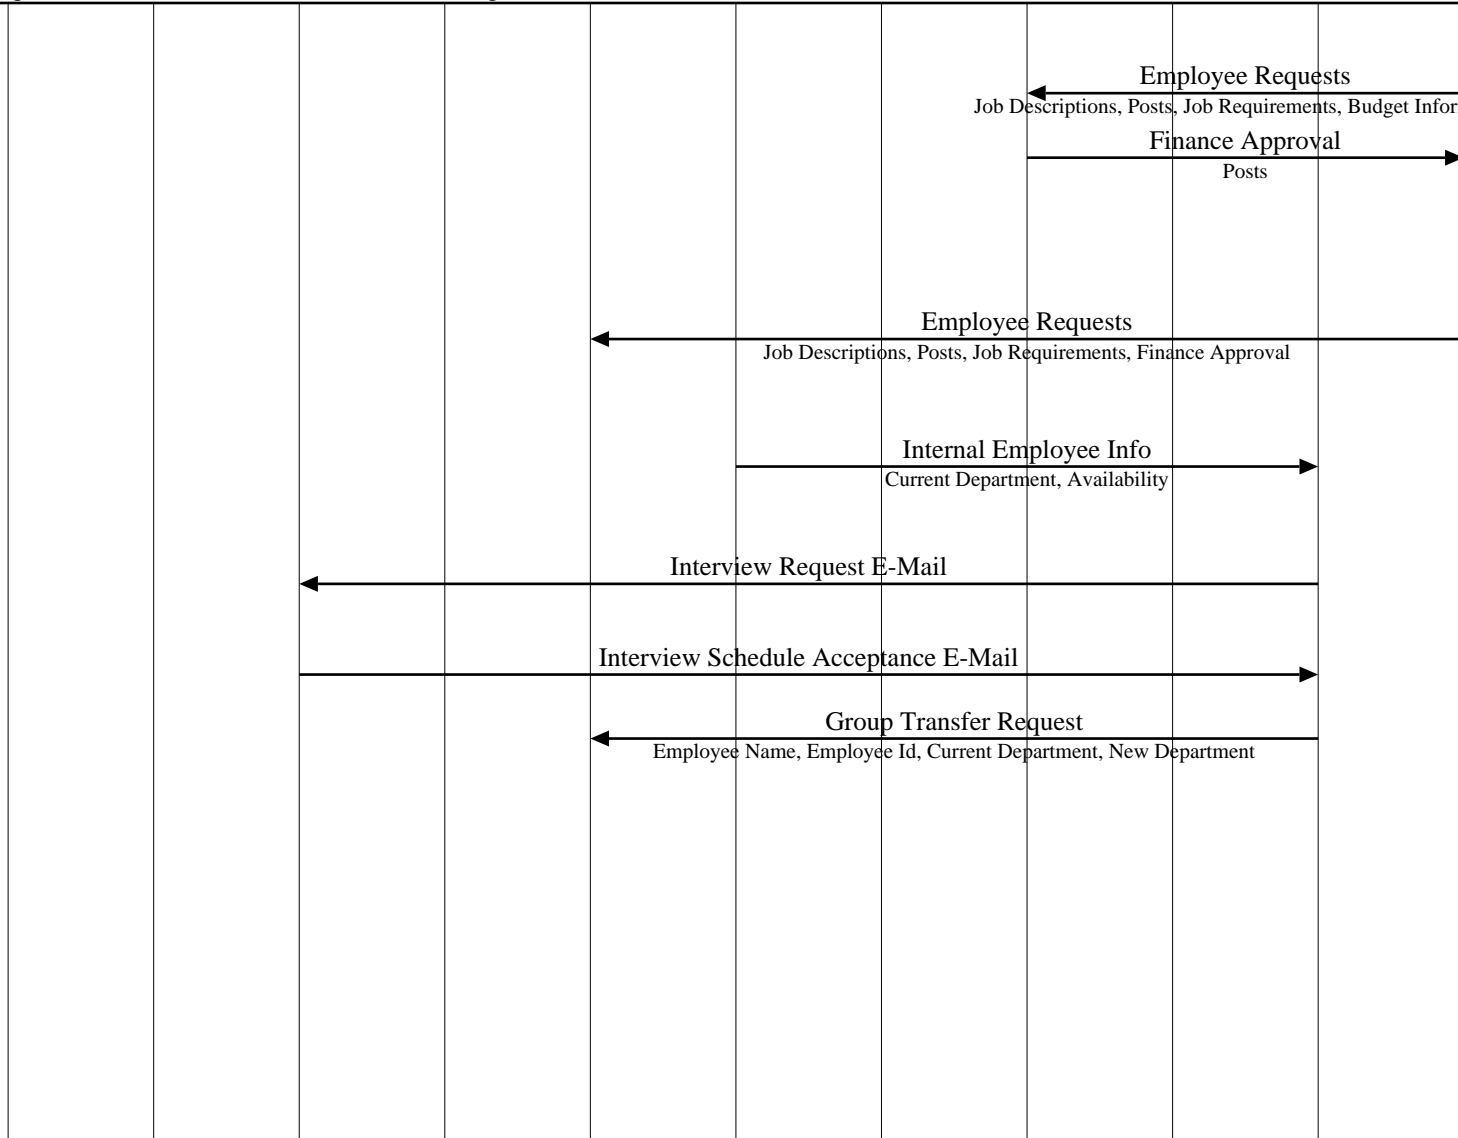 Employee Requests
Job Descriptions, Posts, Job Requirements, Budget Infor
Finance Approval
Posts
Employee Requests
Job Descriptions, Posts, Job Requirements, Finance Approval
Internal Employee Info
Current Department, Availability
Interview Request E-Mail
Interview Schedule Acceptance E-Mail
Group Transfer Request
Employee Name, Employee Id, Current Department, New Department